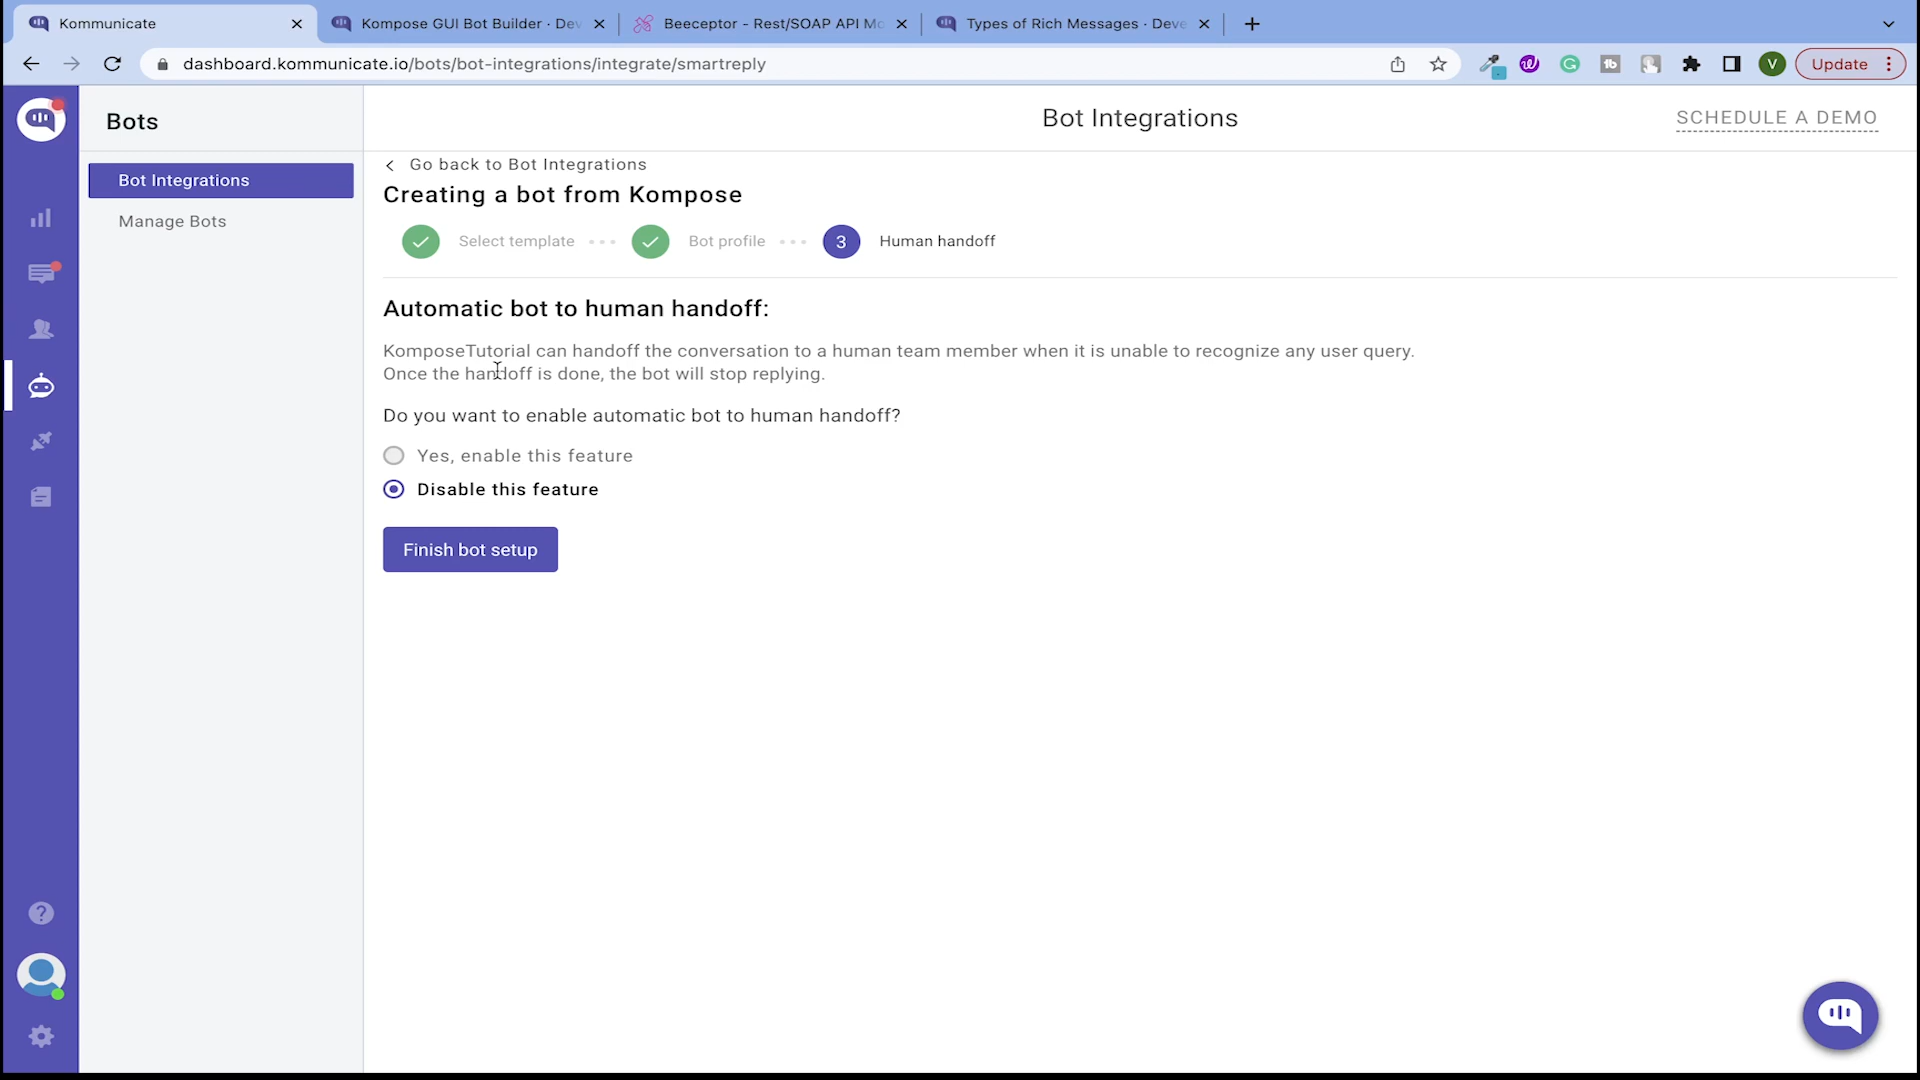 Kommunicate
Kompose GUI Bot Builder · Dev
Beeceptor - Rest/SOAP API Mo
Types of Rich Messages · Deve
dashboard.kommunicate.io/bots/bot-integrations/integrate/smartreply
V
Update
Bots
Bot Integrations
SCHEDULE A DEMO
Bot Integrations
Manage Bots
Go back to Bot Integrations
Creating a bot from Kompose
Select template
Bot profile
3
Human handoff
Automatic bot to human handoff:
KomposeTutorial can handoff the conversation to a human team member when it is unable to recognize any user query.
Once the handoff is done, the bot will stop replying.
Do you want to enable automatic bot to human handoff?
Yes, enable this feature
Disable this feature
Finish bot setup